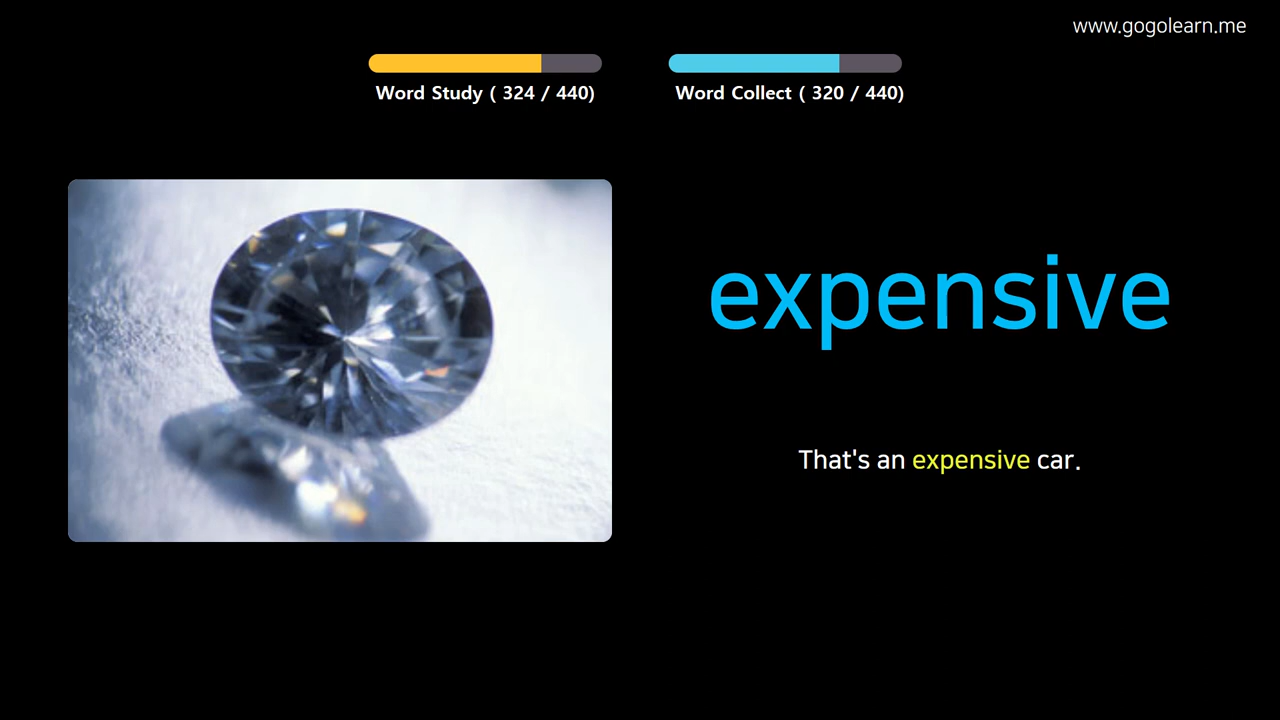 www.gogolearn.me
Word Study ( 324 / 440)
Word Collect ( 320 / 440)
expensive
That's an expensive car.